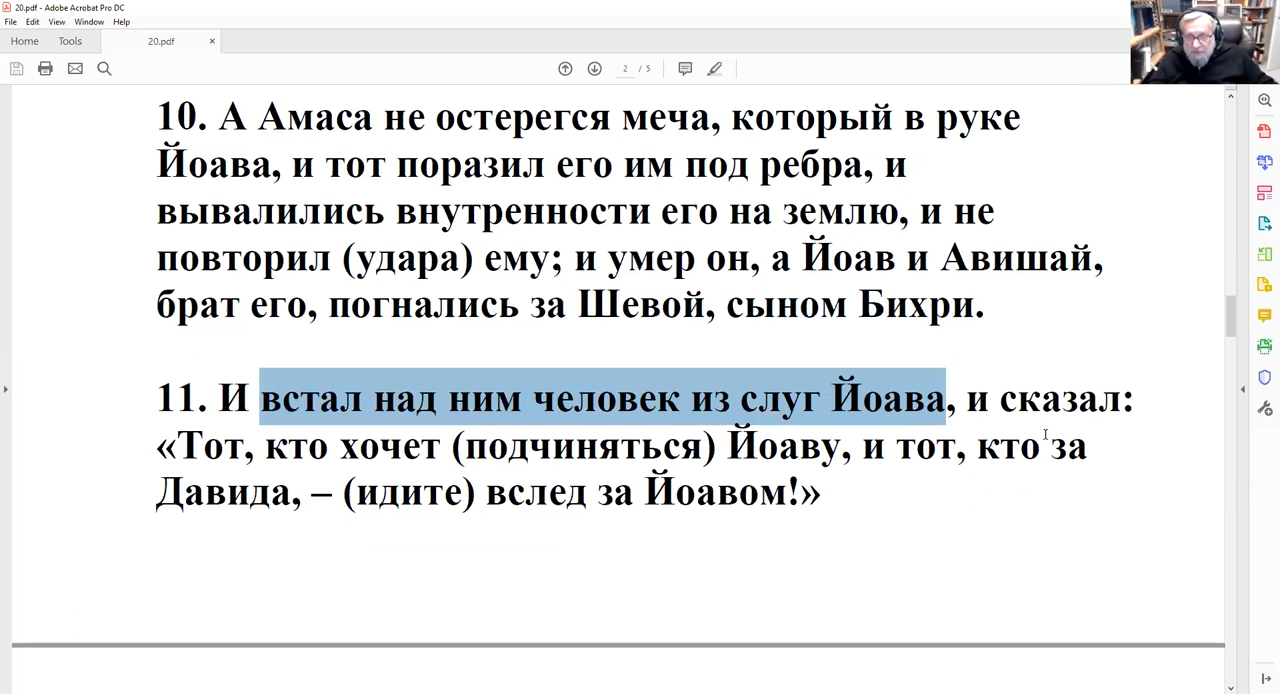 20.pdf - Adobe Acrobat Pro DC
File Edit View Window Help
Home Tools 20.pdf ×
2 / 5
10. А Амаса не остерегся меча, который в руке
Йоава, и тот поразил его им под ребра, и
вывалились внутренности его на землю, и не
повторил (удара) ему; и умер он, а Йоав и Авишай,
брат его, погнались за Шевой, сыном Бихри.
11. И встал над ним человек из слуг Йоава, и сказал:
«Тот, кто хочет (подчиняться) Йоаву, и тот, кто за
Давида, – (идите) вслед за Йоавом!»